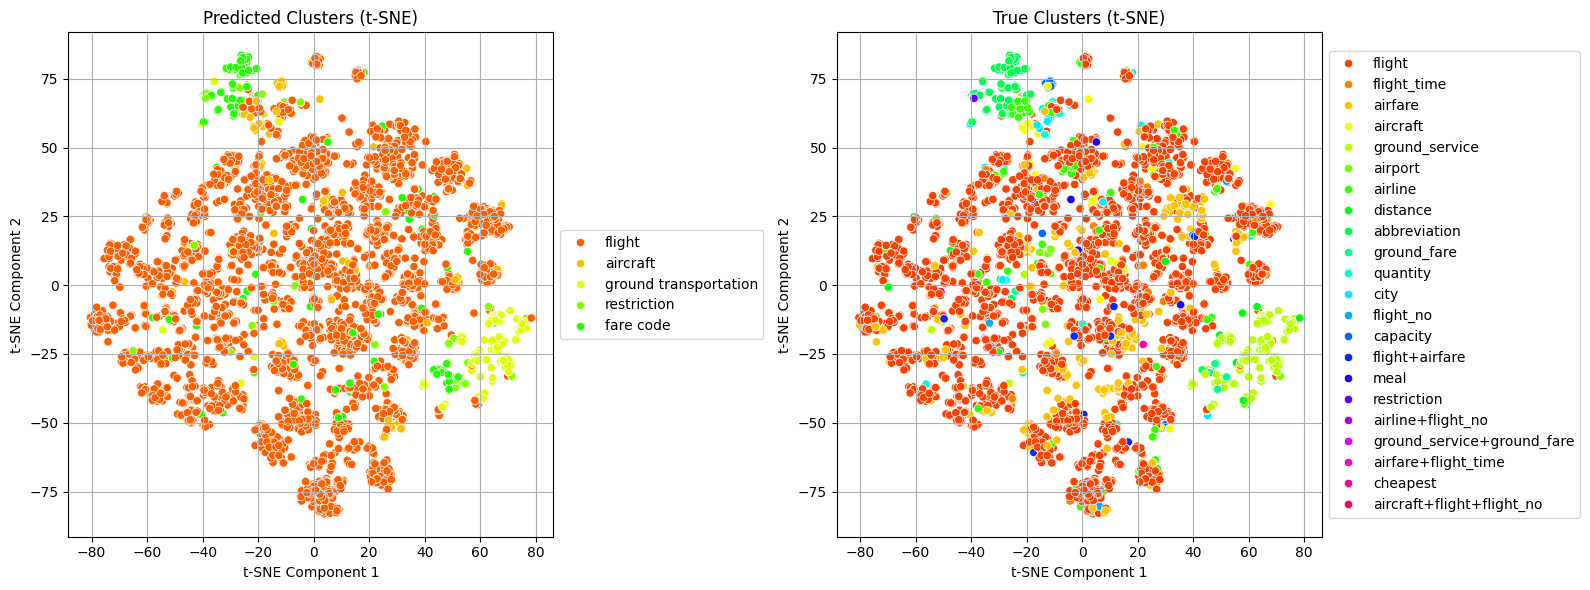 Predicted Clusters (t-SNE)
t-SNE Component 2
75
50
25
0
−25
−50
−75
−80
−60
−40
−20
0
20
40
60
80
t-SNE Component 1
flight
aircraft
ground transportation
restriction
fare code
True Clusters (t-SNE)
t-SNE Component 2
75
50
25
0
−25
−50
−75
−80
−60
−40
−20
0
20
40
60
80
t-SNE Component 1
flight
flight_time
airfare
aircraft
ground_service
airport
airline
distance
abbreviation
ground_fare
quantity
city
flight_no
capacity
flight+airfare
meal
restriction
airline+flight_no
ground_service+ground_fare
airfare+flight_time
cheapest
aircraft+flight+flight_no